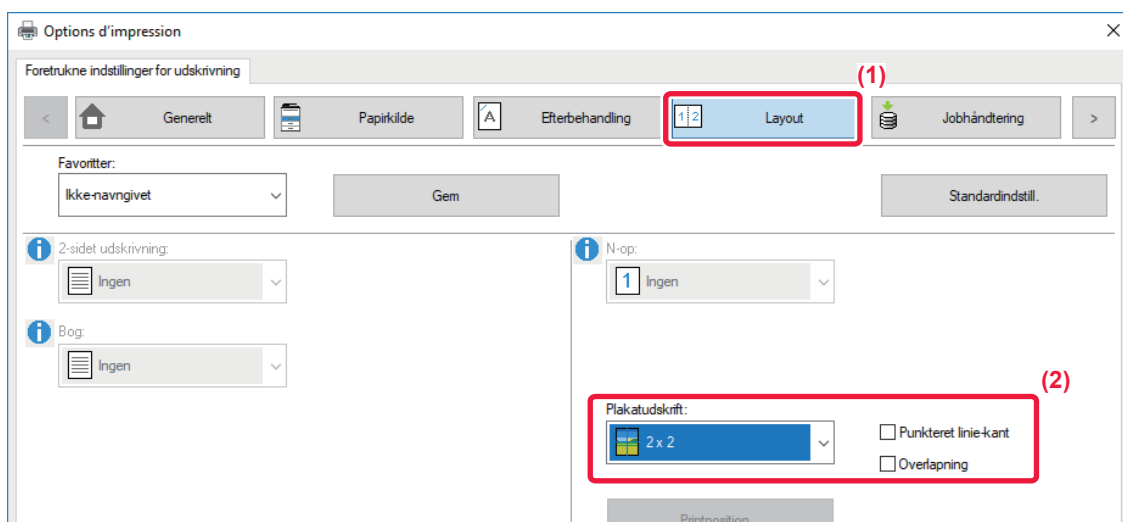 Options d'impression
Foretrukne indstillinger for udskrivning
(1)
< Generelt Papirkilde A Efterbehandling 1 2 Layout Jobhåndtering >
Favoritter:
Ikke-navngivet Gem Standardindstill.
2-sidet udskrivning: N-op:
Ingen 1 Ingen
Bog:
Ingen
(2)
Plakatudskrift:
2 x 2 Punkteret linie-kant
Overlapning
Printposition